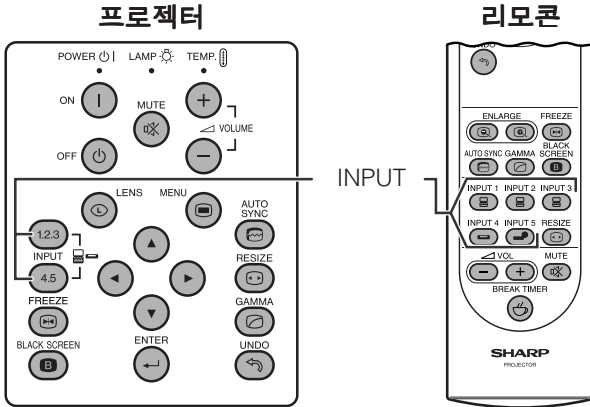 프로젝터
POWER LAMP TEMP.
ON MUTE
VOLUME
OFF
LENS MENU
AUTO
SYNC
1.2.3
INPUT
RESIZE
4.5
FREEZE
GAMMA
BLACK SCREEN
B
ENTER
UNDO
INPUT
리모콘
UNDO
ENLARGE FREEZE
AUTO SYNC GAMMA BLACK
SCREEN
B
INPUT 1 INPUT 2 INPUT 3
INPUT 4 INPUT 5 RESIZE
VOL MUTE
BREAK TIMER
SHARP
PROJECTOR